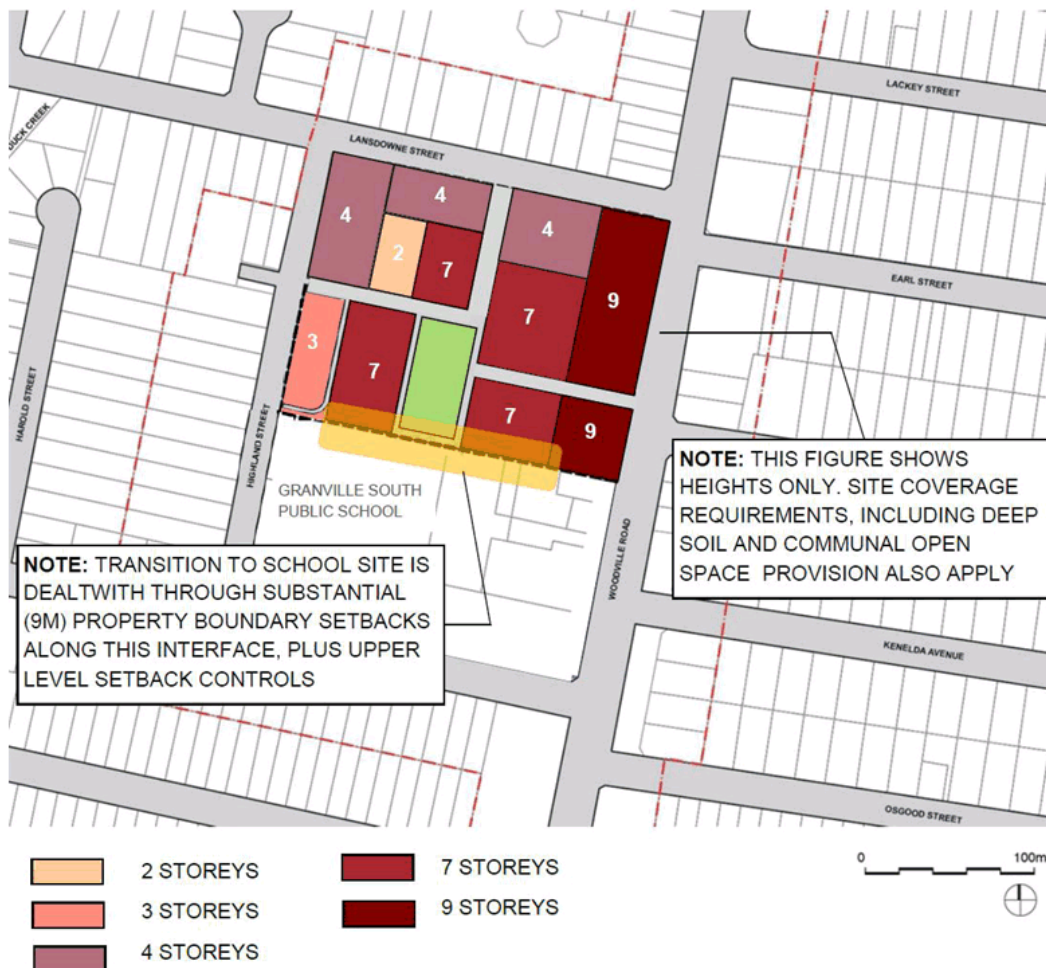 LACKEY STREET
DUCK CREEK
LANSDOWNE STREET
4
4
4
2
7
9
EARL STREET
7
3
7
7
9
HAROLD STREET
HIGHLAND STREET
GRANVILLE SOUTH
PUBLIC SCHOOL
WOODVILLE ROAD
NOTE: THIS FIGURE SHOWS
HEIGHTS ONLY. SITE COVERAGE
REQUIREMENTS, INCLUDING DEEP
SOIL AND COMMUNAL OPEN
SPACE PROVISION ALSO APPLY
NOTE: TRANSITION TO SCHOOL SITE IS
DEALTWITH THROUGH SUBSTANTIAL
(9M) PROPERTY BOUNDARY SETBACKS
ALONG THIS INTERFACE, PLUS UPPER
LEVEL SETBACK CONTROLS
KENELDA AVENUE
OSGOOD STREET
2 STOREYS
3 STOREYS
4 STOREYS
7 STOREYS
9 STOREYS
0 100m